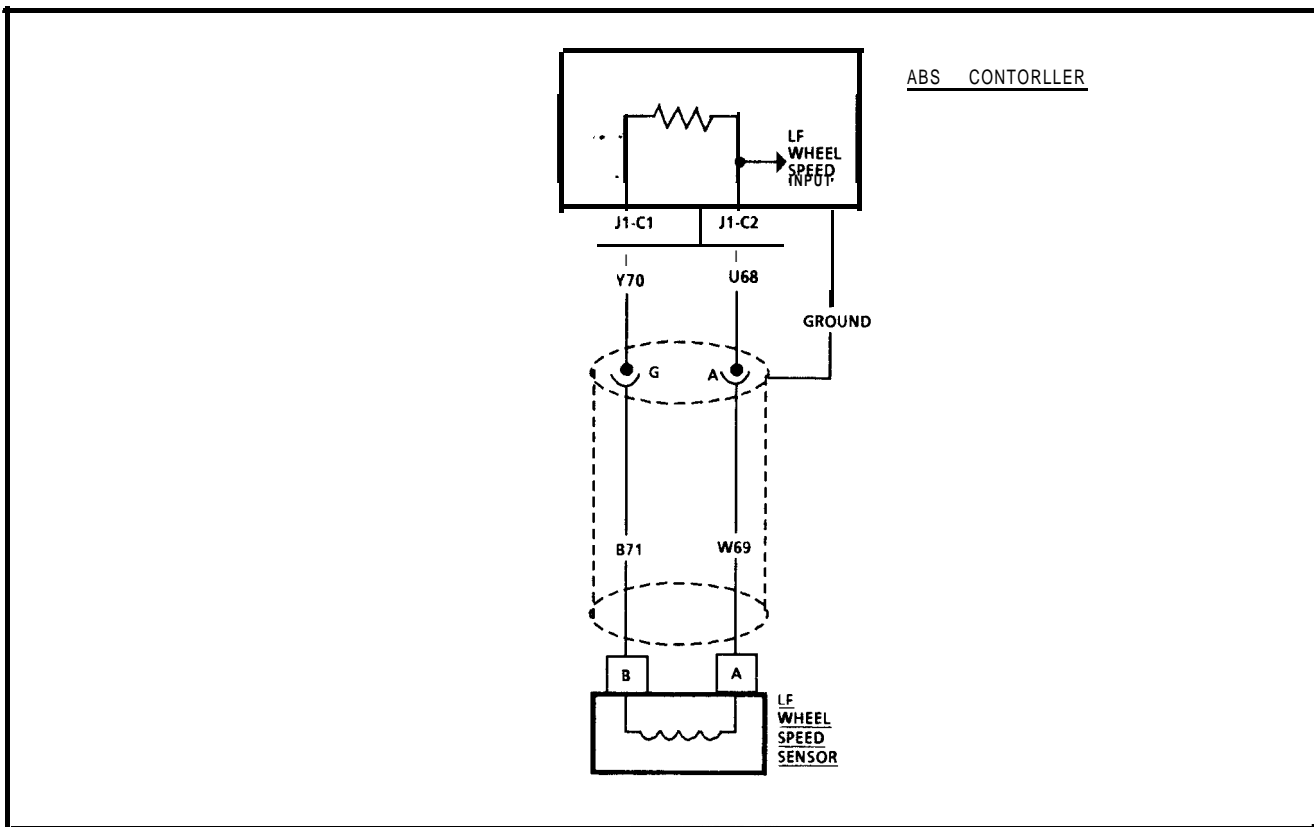 ABS CONTORLLER
LF
WHEEL
SPEED
INPUT
J1-C1 J1-C2
Y70 U68
GROUND
G A
B71 W69
B A
LF
WHEEL
SPEED
SENSOR